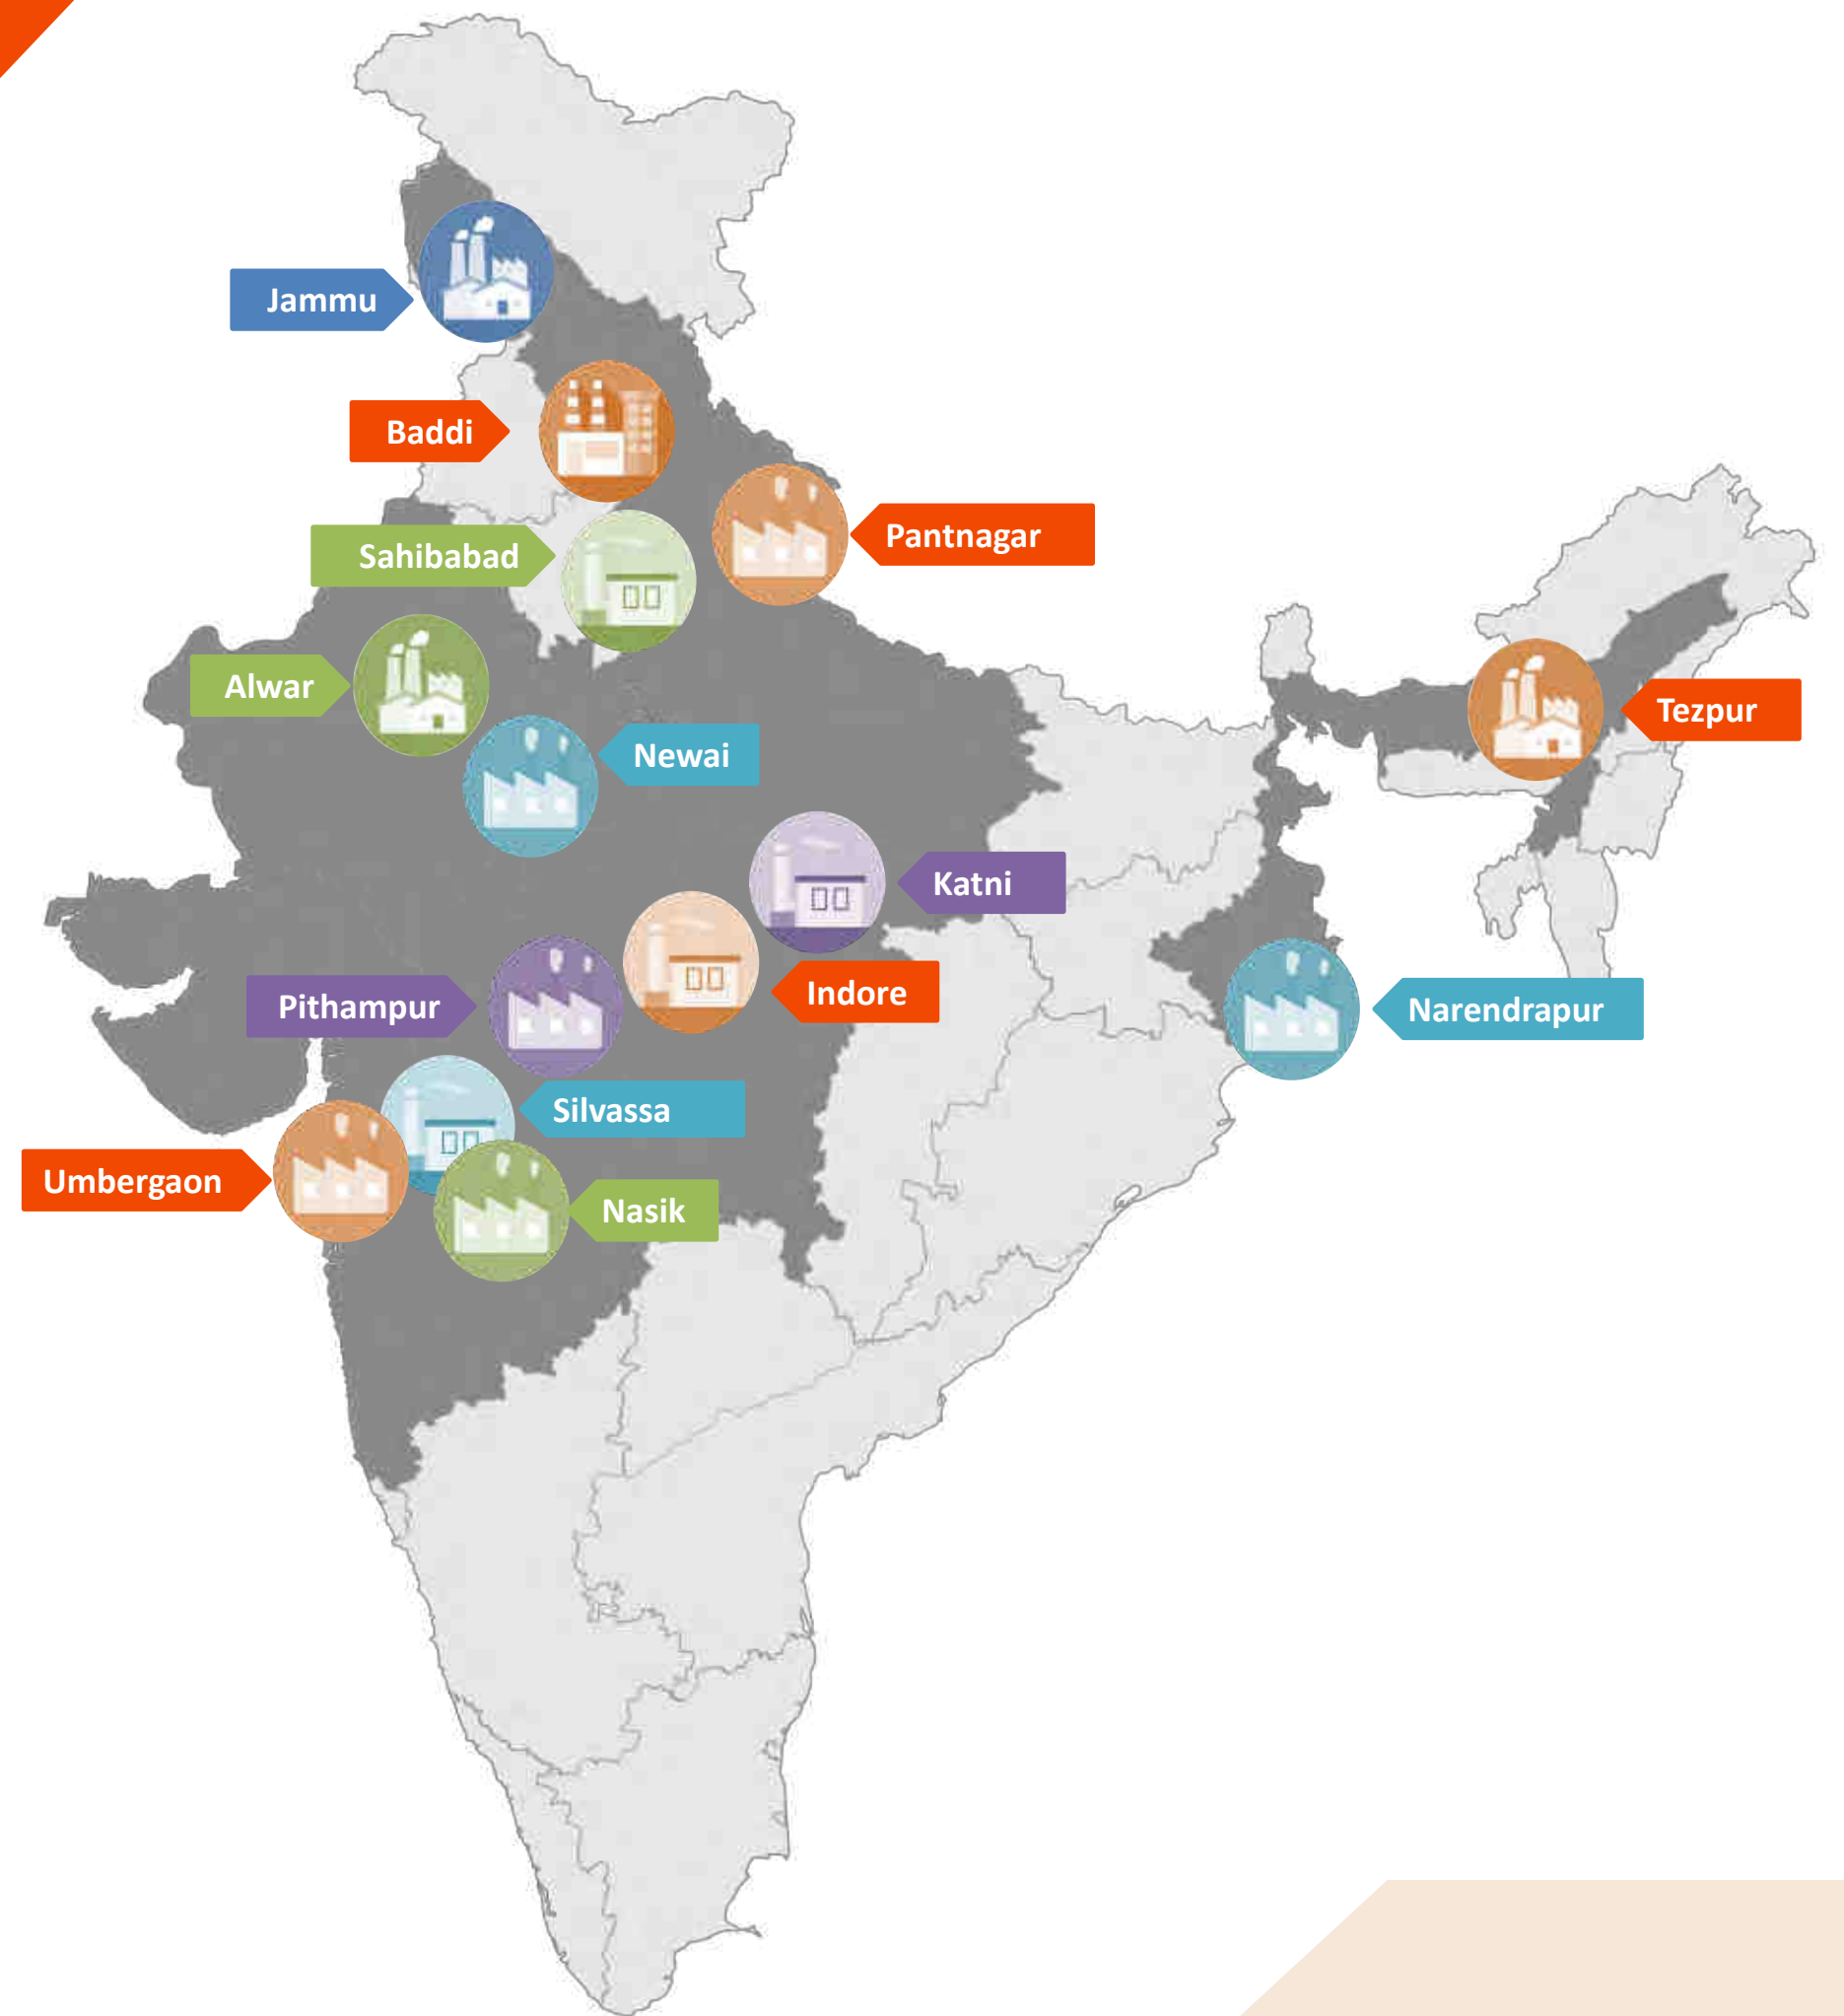 Jammu
Baddi
Pantnagar
Sahibabad
Alwar
Tezpur
Newai
Katni
Indore
Pithampur
Narendrapur
Silvassa
Umbergaon
Nasik